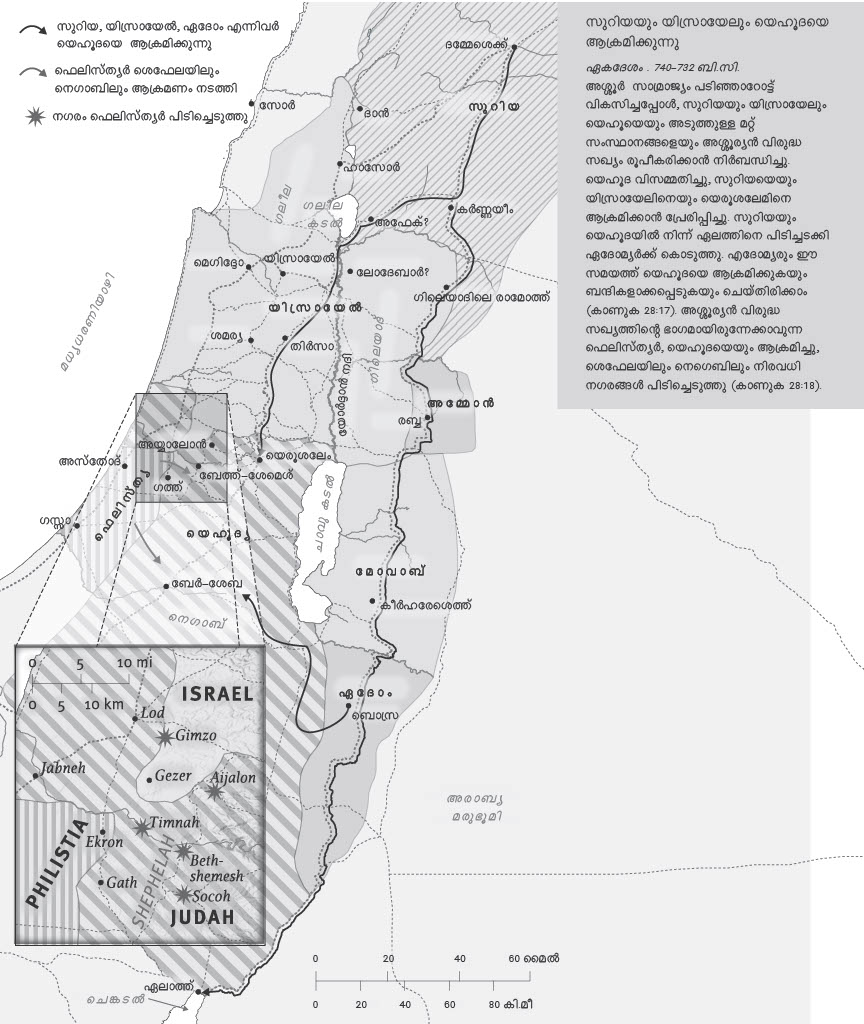 സുറിയ, യിസ്രായേൽ, ഏദോം എന്നിവർ
യെഹൂദയെ ആക്രമിക്കുന്നു
ഫെലിസ്ത്യർ ശെഫേലയിലും
നെഗാബിലും ആക്രമണം നടത്തി
നഗരം ഫെലിസ്ത്യർ പിടിച്ചെടുത്തു
സുറിയയും യിസ്രായേലും യെഹൂദയെ
ആക്രമിക്കുന്നു
ഏകദേശം . 740–732 ബി.സി.
അശ്ശൂർ സാമ്രാജ്യം പടിഞ്ഞാറോട്ട്
വികസിച്ചപ്പോൾ, സുറിയയും യിസ്രായേലും
യെഹൂയെയും അടുത്തുള്ള മറ്റ്
സംസ്ഥാനങ്ങളെയും അശ്ശൂര്യൻ വിരുദ്ധ
സഖ്യം രൂപീകരിക്കാൻ നിർബന്ധിച്ചു.
യെഹൂദ വിസമ്മതിച്ചു, സുറിയയെയും
യിസ്രായേലിനെയും യെരൂശലേമിനെ
ആക്രമിക്കാൻ പ്രേരിപ്പിച്ചു. സുറിയയും
യെഹൂദയിൽ നിന്ന് ഏലത്തിനെ പിടിച്ചടക്കി
ഏദോമ്യർക്ക് കൊടുത്തു. എദോമ്യരും ഈ
സമയത്ത് യെഹൂദയെ ആക്രമിക്കുകയും
ബന്ദികളാക്കപ്പെടുകയും ചെയ്തിരിക്കാം
(കാണുക 28:17). അശ്ശൂര്യൻ വിരുദ്ധ
സഖ്യത്തിന്റെ ഭാഗമായിരുന്നേക്കാവുന്ന
ഫെലിസ്ത്യർ, യെഹൂദയെയും ആക്രമിച്ചു,
ശെഫേലയിലും നെഗെബിലും നിരവധി
നഗരങ്ങൾ പിടിച്ചെടുത്തു (കാണുക 28:18).
ദമ്മേശെക്ക്
സോർ
ദാൻ
സുറിയ
ഹാസോർ
ഗലീല
ഗലീല
കടൽ
അഫേക്?
കർണ്ണയീം
മെഗിദ്ദോ
യിസ്രായേൽ
ലോദേബാർ?
ഗിലെയാദിലെ രാമോത്ത്
മധ്യധരണിയാഴി
യിസ്രായേൽ
ശമര്യ
തിർസാ
യോർദ്ദാൻ നദി
ഗിലെയാദ്
അമ്മോൻ
രബ്ബ
അയ്യാലോൻ
യെരൂശലേം
അസ്തോദ്
ബേത്ത്–ശേമെശ്
ഗത്ത്
ഫെലിസ്ത്യ
ഗസ്സാ
യെഹൂദ
ചാവു കടൽ
മോവാബ്
ബേർ–ശേബ
കീർഹരേശെത്ത്
നെഗാബ്
ഏദോം
ബൊസ്ര
0 5 10 mi
0 5 10 km
ISRAEL
Lod
Gimzo
Jabneh
Gezer
Aijalon
Timnah
Ekron
PHILISTIA
SHEPHELAH
Beth-
shemesh
Gath
Socoh
JUDAH
അരാബ്യ
മരുഭൂമി
ഏലാത്ത്
ചെങ്കടൽ
0 20 40 60 മൈൽ
0 20 40 60 80 കി.മീ